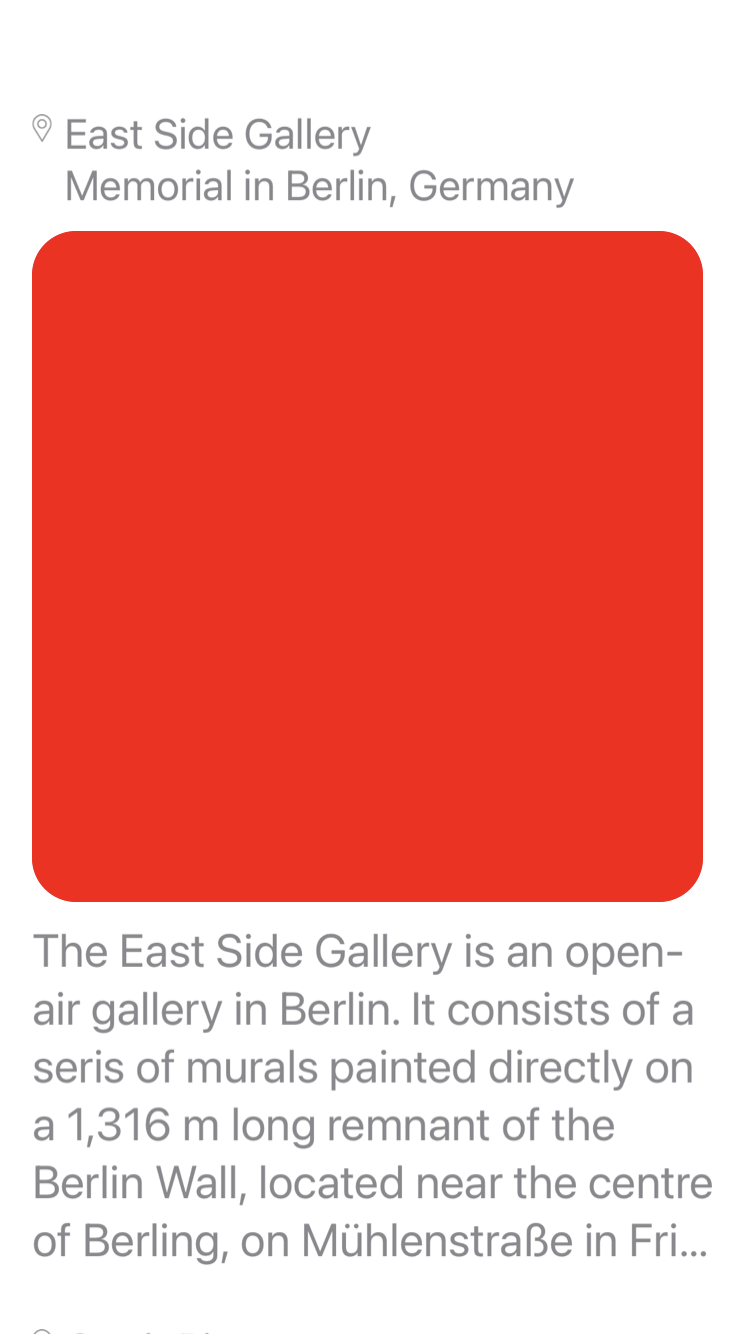 East Side Gallery
Memorial in Berlin, Germany
The East Side Gallery is an open-
air gallery in Berlin. It consists of a
seris of murals painted directly on
a 1,316 m long remnant of the
Berlin Wall, located near the centre
of Berling, on Mühlenstraße in Fri...